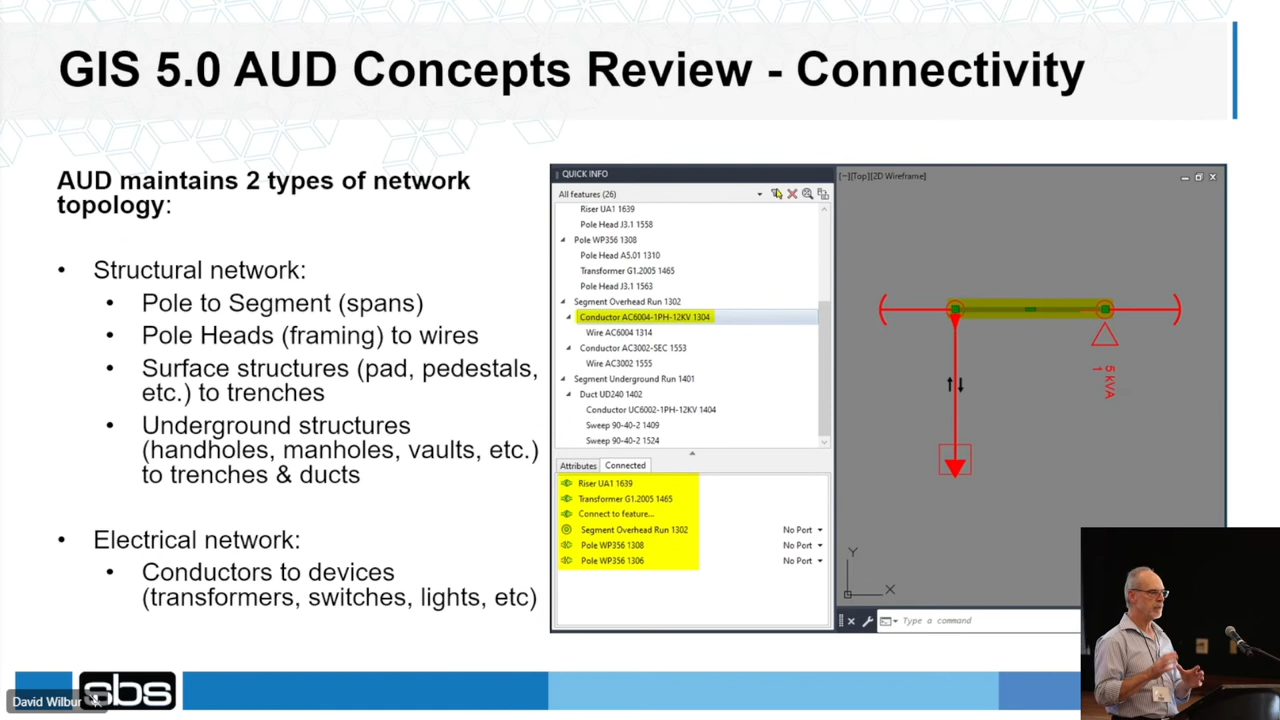 GIS 5.0 AUD Concepts Review - Connectivity
AUD maintains 2 types of network
topology:
• Structural network:
• Pole to Segment (spans)
• Pole Heads (framing) to wires
• Surface structures (pad, pedestals,
etc.) to trenches
• Underground structures
(handholes, manholes, vaults, etc.)
to trenches & ducts
• Electrical network:
• Conductors to devices
(transformers, switches, lights, etc)
QUICK INFO
All features (26)
Riser UA1 1639
Pole Head J3.1 1558
Pole WP356 1308
Pole Head A5.01 1310
Transformer G1.2005 1465
Pole Head J3.1 1563
Segment Overhead Run 1302
Conductor AC6004-1PH-12KV 1304
Wire AC6004 1314
Conductor AC3002-SEC 1553
Wire AC3002 1555
Segment Underground Run 1401
Duct UD240 1402
Conductor UC6002-1PH-12KV 1404
Sweep 90-40-2 1409
Sweep 90-40-2 1524
Attributes Connected
Riser UA1 1639
Transformer G1.2005 1465
Connect to feature...
Segment Overhead Run 1302 No Port
Pole WP356 1308 No Port
Pole WP356 1306 No Port
[−][Top][2D Wireframe]
5 kVA
1
Y
X
Type a command
sbs
David Wilbur